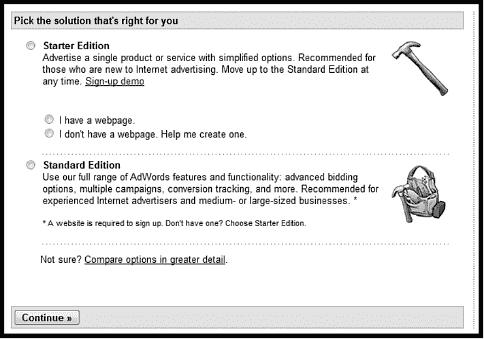 Pick the solution that's right for you
Starter Edition
Advertise a single product or service with simplified options. Recommended for
those who are new to Internet advertising. Move up to the Standard Edition at
any time. Sign-up demo
I have a webpage.
I don't have a webpage. Help me create one.
Standard Edition
Use our full range of AdWords features and functionality: advanced bidding
options, multiple campaigns, conversion tracking, and more. Recommended for
experienced Internet advertisers and medium- or large-sized businesses. *
* A website is required to sign up. Don't have one? Choose Starter Edition.
Not sure? Compare options in greater detail.
Continue »